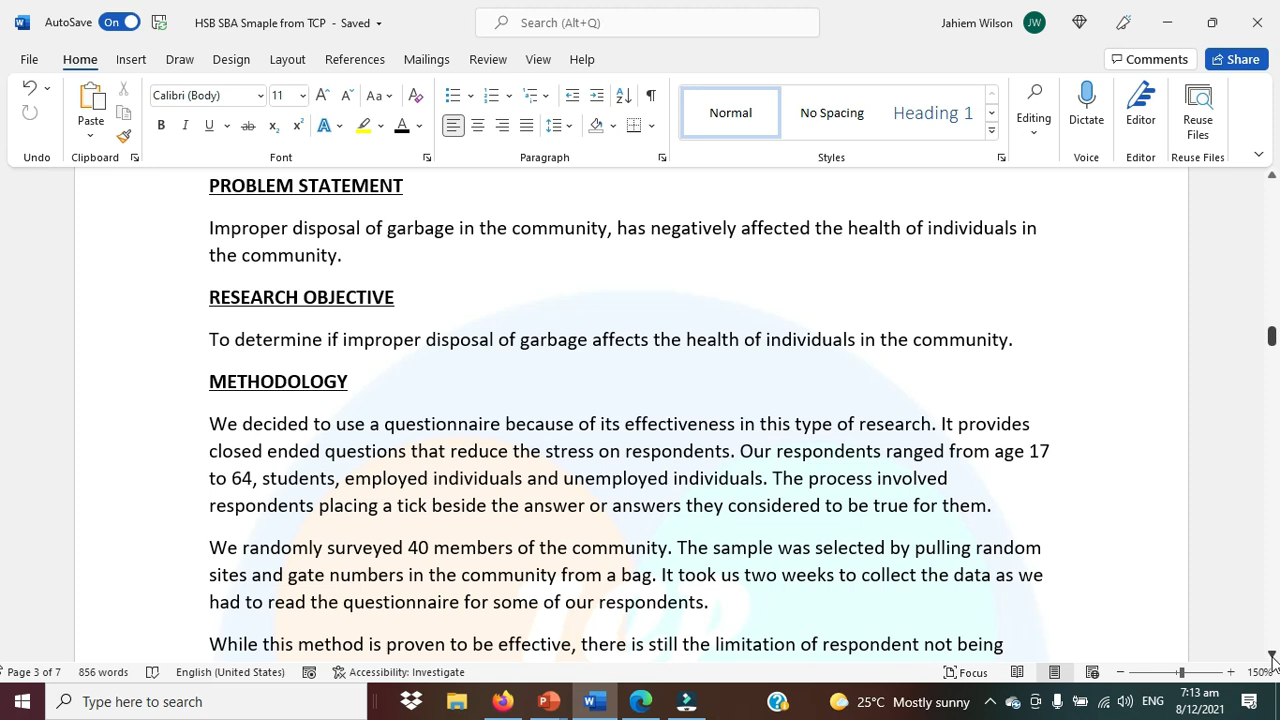 AutoSave On HSB SBA Smaple from TCP - Saved Search (Alt+Q) Jahiem Wilson JW
File Home Insert Draw Design Layout References Mailings Review View Help Comments Share
Calibri (Body) 11 Aa
Paste
B I U ab x₂ x² A A
Normal No Spacing Heading 1
Editing Dictate Editor Reuse Files
Undo Clipboard Font Paragraph Styles Voice Editor Reuse Files
PROBLEM STATEMENT
Improper disposal of garbage in the community, has negatively affected the health of individuals in
the community.
RESEARCH OBJECTIVE
To determine if improper disposal of garbage affects the health of individuals in the community.
METHODOLOGY
We decided to use a questionnaire because of its effectiveness in this type of research. It provides
closed ended questions that reduce the stress on respondents. Our respondents ranged from age 17
to 64, students, employed individuals and unemployed individuals. The process involved
respondents placing a tick beside the answer or answers they considered to be true for them.
We randomly surveyed 40 members of the community. The sample was selected by pulling random
sites and gate numbers in the community from a bag. It took us two weeks to collect the data as we
had to read the questionnaire for some of our respondents.
While this method is proven to be effective, there is still the limitation of respondent not being
Page 3 of 7 856 words English (United States) Accessibility: Investigate Focus 150%
Type here to search 25°C Mostly sunny ENG 7:13 am
8/12/2021